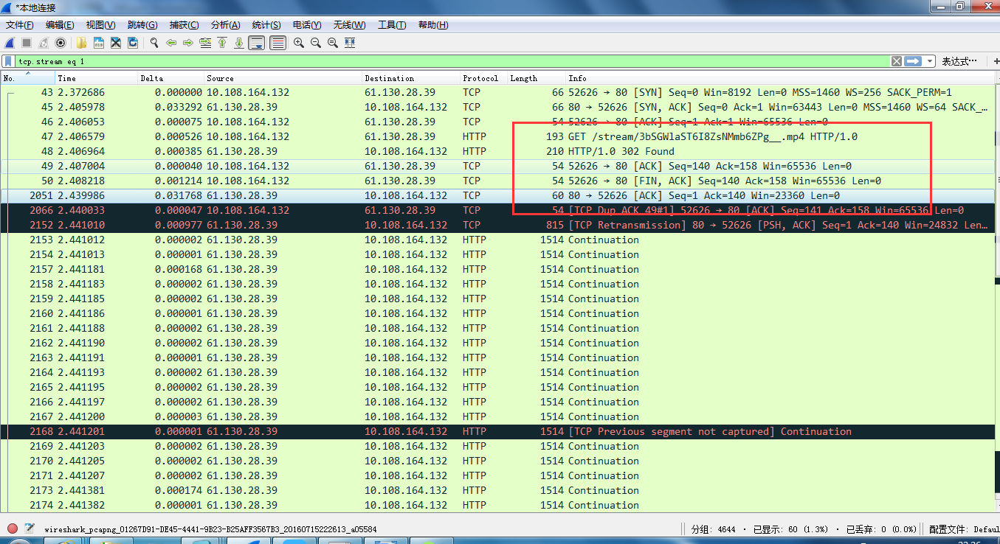 *本地连接
文件(F) 编辑(E) 视图(V) 跳转(G) 捕获(C) 分析(A) 统计(S) 电话(Y) 无线(W) 工具(T) 帮助(H)
tcp.stream eq 1 表达式… +
No. Time Delta Source Destination Protocol Length Info
43 2.372686 0.000000 10.108.164.132 61.130.28.39 TCP 66 52626 → 80 [SYN] Seq=0 Win=8192 Len=0 MSS=1460 WS=256 SACK_PERM=1
45 2.405978 0.033292 61.130.28.39 10.108.164.132 TCP 66 80 → 52626 [SYN, ACK] Seq=0 Ack=1 Win=63443 Len=0 MSS=1460 WS=64 SACK_…
46 2.406053 0.000075 10.108.164.132 61.130.28.39 TCP 54 52626 → 80 [ACK] Seq=1 Ack=1 Win=65536 Len=0
47 2.406579 0.000526 10.108.164.132 61.130.28.39 HTTP 193 GET /stream/3bSGWlaST6I8ZsNMmb6ZPg__.mp4 HTTP/1.0
48 2.406964 0.000385 61.130.28.39 10.108.164.132 HTTP 210 HTTP/1.0 302 Found
49 2.407004 0.000040 10.108.164.132 61.130.28.39 TCP 54 52626 → 80 [ACK] Seq=140 Ack=158 Win=65536 Len=0
50 2.408218 0.001214 10.108.164.132 61.130.28.39 TCP 54 52626 → 80 [FIN, ACK] Seq=140 Ack=158 Win=65536 Len=0
2051 2.439986 0.031768 61.130.28.39 10.108.164.132 TCP 60 80 → 52626 [ACK] Seq=1 Ack=140 Win=23360 Len=0
2066 2.440033 0.000047 10.108.164.132 61.130.28.39 TCP 54 [TCP Dup ACK 49#1] 52626 → 80 [ACK] Seq=141 Ack=158 Win=65536 Len=0
2152 2.441010 0.000977 61.130.28.39 10.108.164.132 TCP 815 [TCP Retransmission] 80 → 52626 [PSH, ACK] Seq=1 Ack=140 Win=24832 Len…
2153 2.441012 0.000002 61.130.28.39 10.108.164.132 HTTP 1514 Continuation
2154 2.441013 0.000001 61.130.28.39 10.108.164.132 HTTP 1514 Continuation
2157 2.441181 0.000168 61.130.28.39 10.108.164.132 HTTP 1514 Continuation
2158 2.441183 0.000002 61.130.28.39 10.108.164.132 HTTP 1514 Continuation
2159 2.441185 0.000002 61.130.28.39 10.108.164.132 HTTP 1514 Continuation
2160 2.441186 0.000001 61.130.28.39 10.108.164.132 HTTP 1514 Continuation
2161 2.441188 0.000002 61.130.28.39 10.108.164.132 HTTP 1514 Continuation
2162 2.441190 0.000002 61.130.28.39 10.108.164.132 HTTP 1514 Continuation
2163 2.441191 0.000001 61.130.28.39 10.108.164.132 HTTP 1514 Continuation
2164 2.441193 0.000002 61.130.28.39 10.108.164.132 HTTP 1514 Continuation
2165 2.441195 0.000002 61.130.28.39 10.108.164.132 HTTP 1514 Continuation
2166 2.441197 0.000002 61.130.28.39 10.108.164.132 HTTP 1514 Continuation
2167 2.441200 0.000003 61.130.28.39 10.108.164.132 HTTP 1514 Continuation
2168 2.441201 0.000001 61.130.28.39 10.108.164.132 HTTP 1514 [TCP Previous segment not captured] Continuation
2169 2.441203 0.000002 61.130.28.39 10.108.164.132 HTTP 1514 Continuation
2170 2.441205 0.000002 61.130.28.39 10.108.164.132 HTTP 1514 Continuation
2171 2.441207 0.000002 61.130.28.39 10.108.164.132 HTTP 1514 Continuation
2173 2.441381 0.000174 61.130.28.39 10.108.164.132 HTTP 1514 Continuation
2174 2.441382 0.000001 61.130.28.39 10.108.164.132 HTTP 1514 Continuation
wireshark_pcapng_01267D91-DE45-4441-9B23-B25AFF3567B3_20160715222613_a05584 分组: 4644 · 已显示: 60 (1.3%) · 已丢弃: 0 (0.0%) 配置文件: Defaul